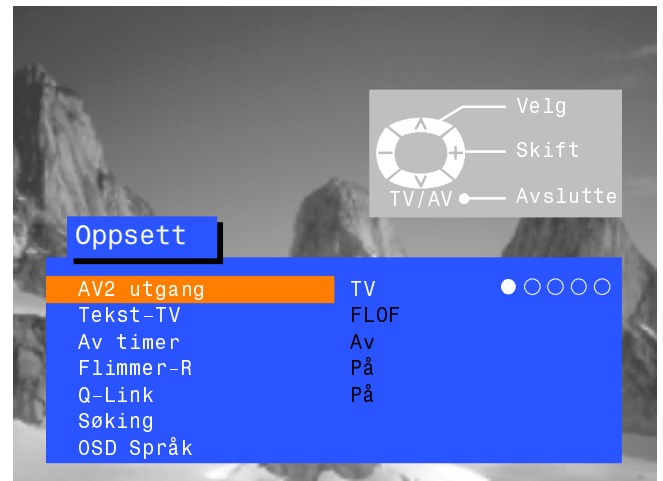 Velg
Skift
TV/AV Avslutte
Oppsett
AV2 utgang TV
Tekst-TV FLOF
Av timer Av
Flimmer-R På
Q-Link På
Søking
OSD Språk